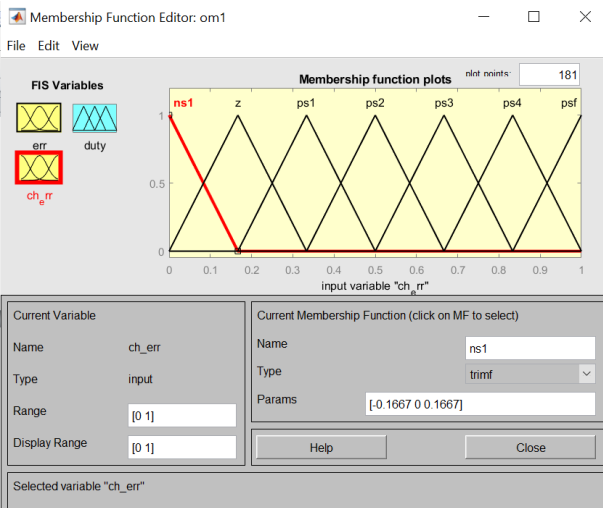 Membership Function Editor: om1
File Edit View
FIS Variables
Membership function plots
plot points:
181
ns1 z ps1 ps2 ps3 ps4 psf
err duty
ch_err
1
0.5
0
0 0.1 0.2 0.3 0.4 0.5 0.6 0.7 0.8 0.9 1
input variable "ch_err"
Current Variable
Name ch_err
Type input
Range [0 1]
Display Range [0 1]
Current Membership Function (click on MF to select)
Name ns1
Type trimf
Params [-0.1667 0 0.1667]
Help Close
Selected variable "ch_err"